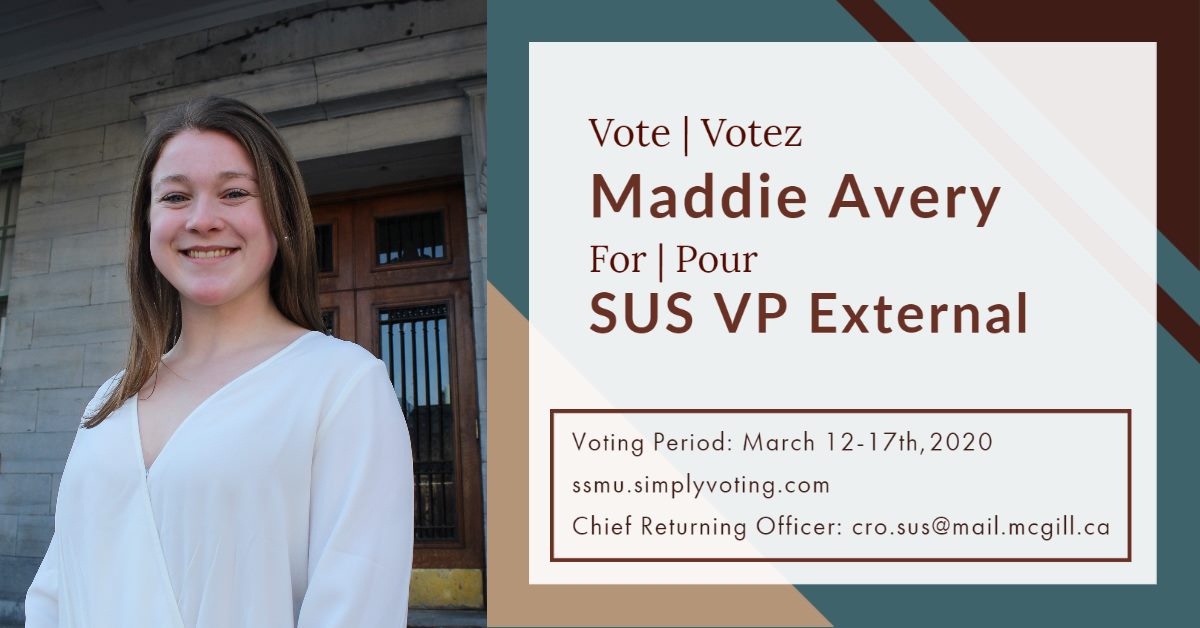 Vote | Votez
Maddie Avery
For | Pour
SUS VP External
Voting Period: March 12-17th,2020
ssmu.simplyvoting.com
Chief Returning Officer: cro.sus@mail.mcgill.ca